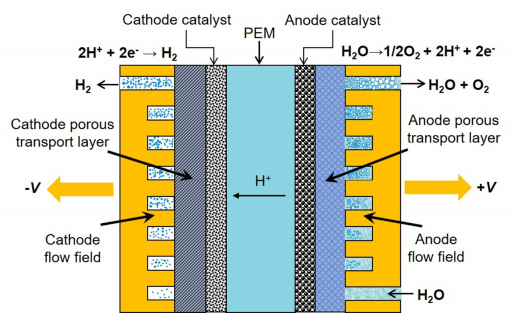 Cathode catalyst
Anode catalyst
PEM
2H⁺ + 2e⁻ → H₂
H₂O→1/2O₂ + 2H⁺ + 2e⁻
H₂
H₂O + O₂
Cathode porous
transport layer
Anode porous
transport layer
H⁺
-V
+V
Cathode
flow field
Anode
flow field
H₂O